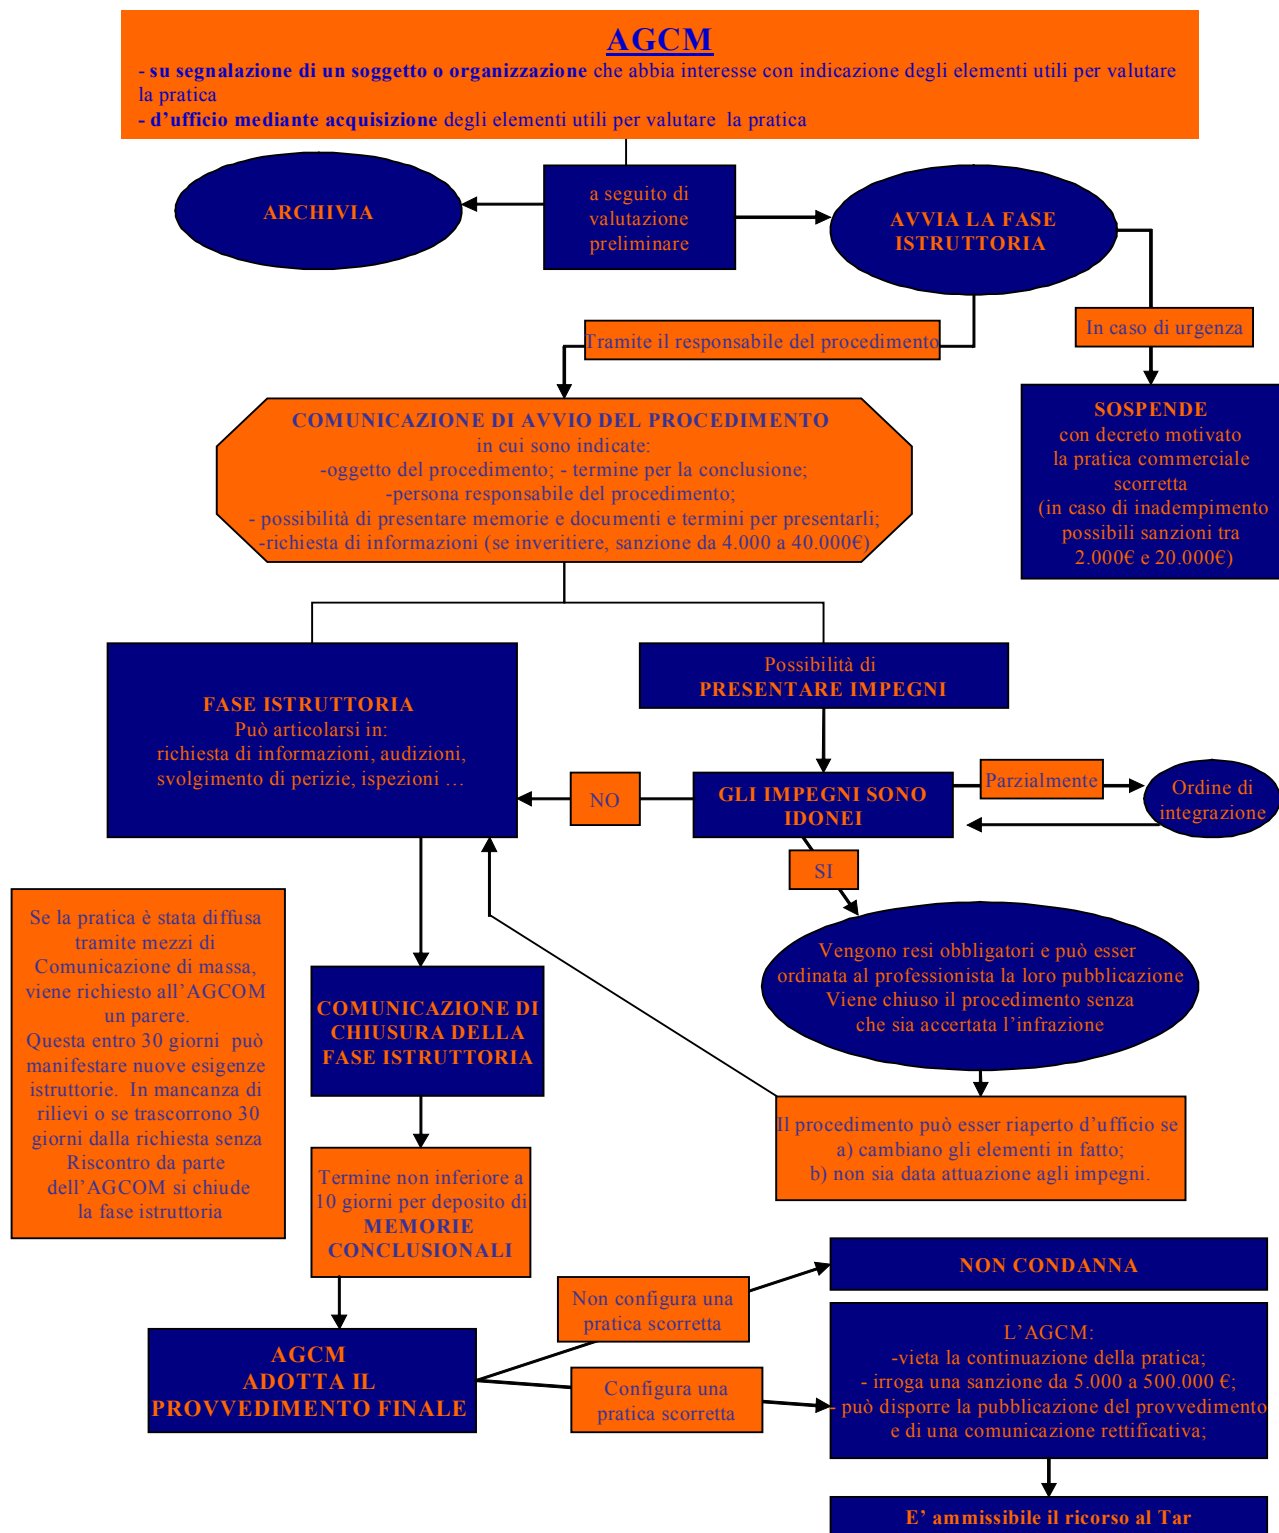 AGCM
- su segnalazione di un soggetto o organizzazione che abbia interesse con indicazione degli elementi utili per valutare
la pratica
- d'ufficio mediante acquisizione degli elementi utili per valutare la pratica
ARCHIVIA
a seguito di
valutazione
preliminare
AVVIA LA FASE
ISTRUTTORIA
Tramite il responsabile del procedimento
In caso di urgenza
SOSPENDE
con decreto motivato
la pratica commerciale
scorretta
(in caso di inadempimento
possibili sanzioni tra
2.000€ e 20.000€)
COMUNICAZIONE DI AVVIO DEL PROCEDIMENTO
in cui sono indicate:
-oggetto del procedimento; - termine per la conclusione;
-persona responsabile del procedimento;
- possibilità di presentare memorie e documenti e termini per presentarli;
-richiesta di informazioni (se inveritiere, sanzione da 4.000 a 40.000€)
FASE ISTRUTTORIA
Può articolarsi in:
richiesta di informazioni, audizioni,
svolgimento di perizie, ispezioni …
Possibilità di
PRESENTARE IMPEGNI
NO
GLI IMPEGNI SONO
IDONEI
Parzialmente
Ordine di
integrazione
SI
Vengono resi obbligatori e può esser
ordinata al professionista la loro pubblicazione
Viene chiuso il procedimento senza
che sia accertata l'infrazione
Se la pratica è stata diffusa
tramite mezzi di
Comunicazione di massa,
viene richiesto all'AGCOM
un parere.
Questa entro 30 giorni può
manifestare nuove esigenze
istruttorie. In mancanza di
rilievi o se trascorrono 30
giorni dalla richiesta senza
Riscontro da parte
dell'AGCOM si chiude
la fase istruttoria
COMUNICAZIONE DI
CHIUSURA DELLA
FASE ISTRUTTORIA
Il procedimento può esser riaperto d'ufficio se
a) cambiano gli elementi in fatto;
b) non sia data attuazione agli impegni.
Termine non inferiore a
10 giorni per deposito di
MEMORIE
CONCLUSIONALI
AGCM
ADOTTA IL
PROVVEDIMENTO FINALE
Non configura una
pratica scorretta
NON CONDANNA
Configura una
pratica scorretta
L'AGCM:
-vieta la continuazione della pratica;
- irroga una sanzione da 5.000 a 500.000 €;
- può disporre la pubblicazione del provvedimento
e di una comunicazione rettificativa;
E' ammissibile il ricorso al Tar